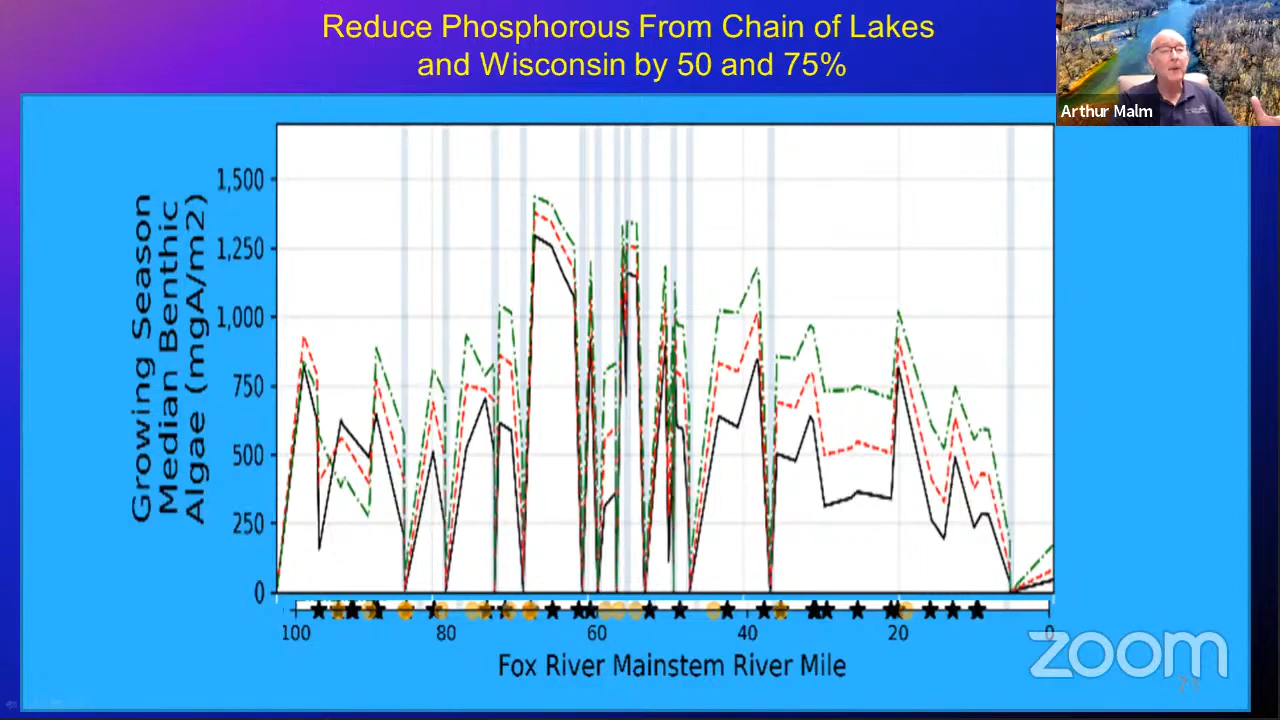 Reduce Phosphorous From Chain of Lakes
and Wisconsin by 50 and 75%
Arthur Malm
Growing Season
Median Benthic
Algae (mgA/m2)
1,500
1,250
1,000
750
500
250
0
100 80 60 40 20 0
Fox River Mainstem River Mile
zoom